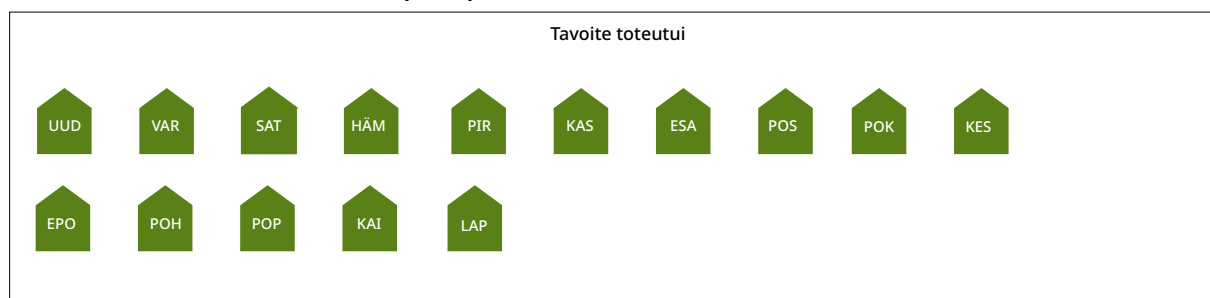 Tavoite toteutui
UUD VAR SAT HÄM PIR KAS ESA POS POK KES
EPO POH POP KAI LAP